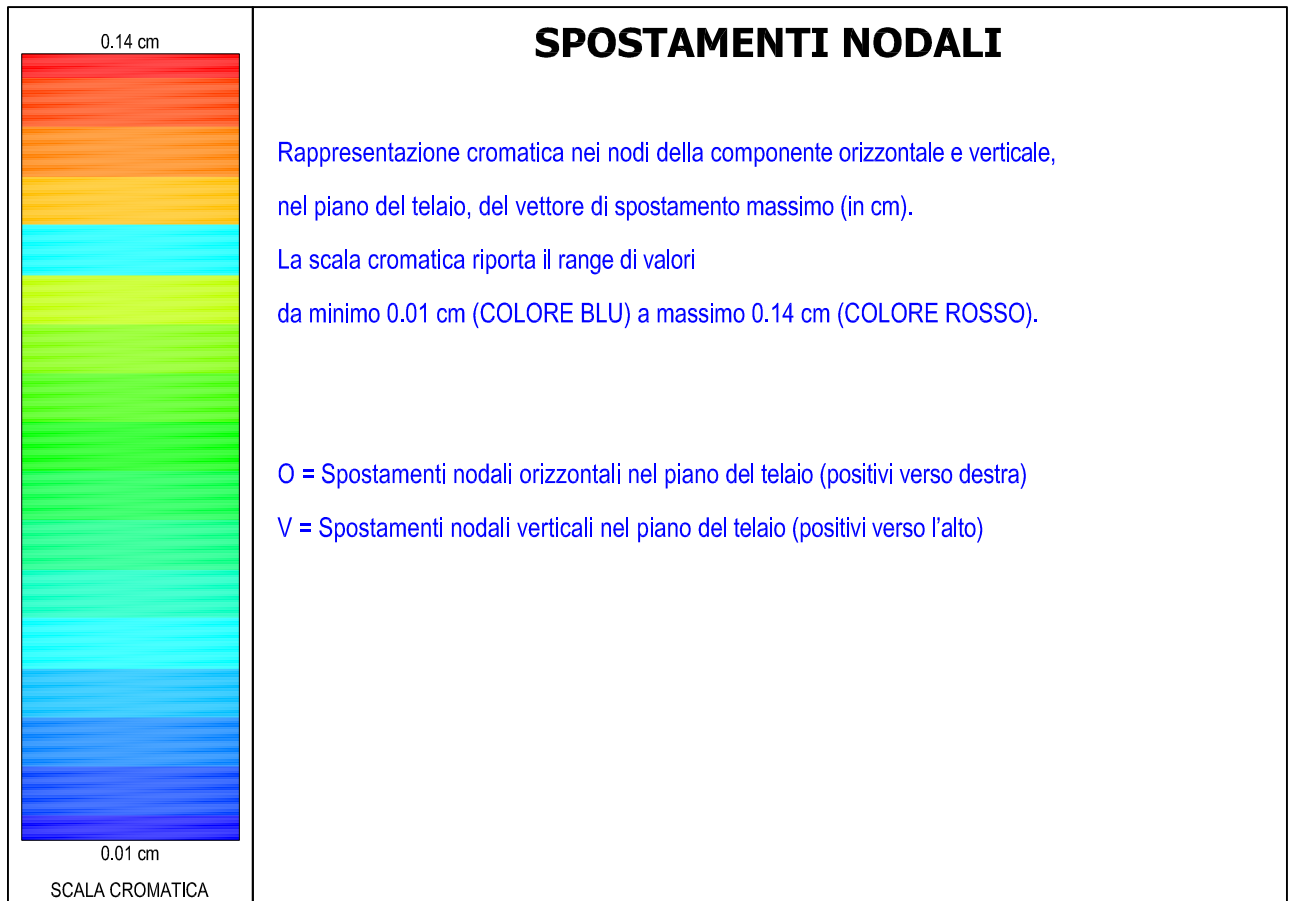 0.14 cm
0.01 cm
SCALA CROMATICA
SPOSTAMENTI NODALI
Rappresentazione cromatica nei nodi della componente orizzontale e verticale,
nel piano del telaio, del vettore di spostamento massimo (in cm).
La scala cromatica riporta il range di valori
da minimo 0.01 cm (COLORE BLU) a massimo 0.14 cm (COLORE ROSSO).
O = Spostamenti nodali orizzontali nel piano del telaio (positivi verso destra)
V = Spostamenti nodali verticali nel piano del telaio (positivi verso l'alto)